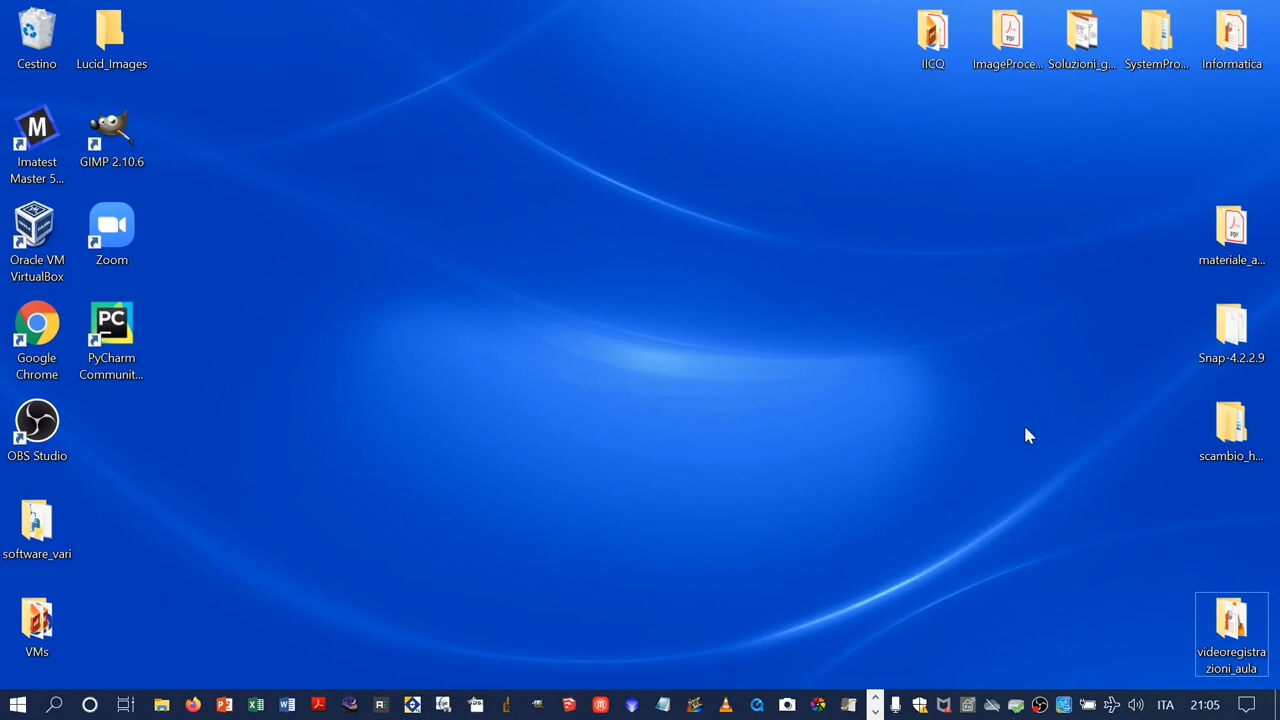 Cestino
Lucid_Images
IICQ
ImageProce...
Soluzioni_g...
SystemPro...
Informatica
M
Imatest
Master 5...
GIMP 2.10.6
Oracle VM
VirtualBox
Zoom
PDF
materiale_a...
Google
Chrome
PC
PyCharm
Communit...
Snap-4.2.2.9
OBS Studio
scambio_h...
software_vari
VMs
videoregistra
zioni_aula
ITA
21:05